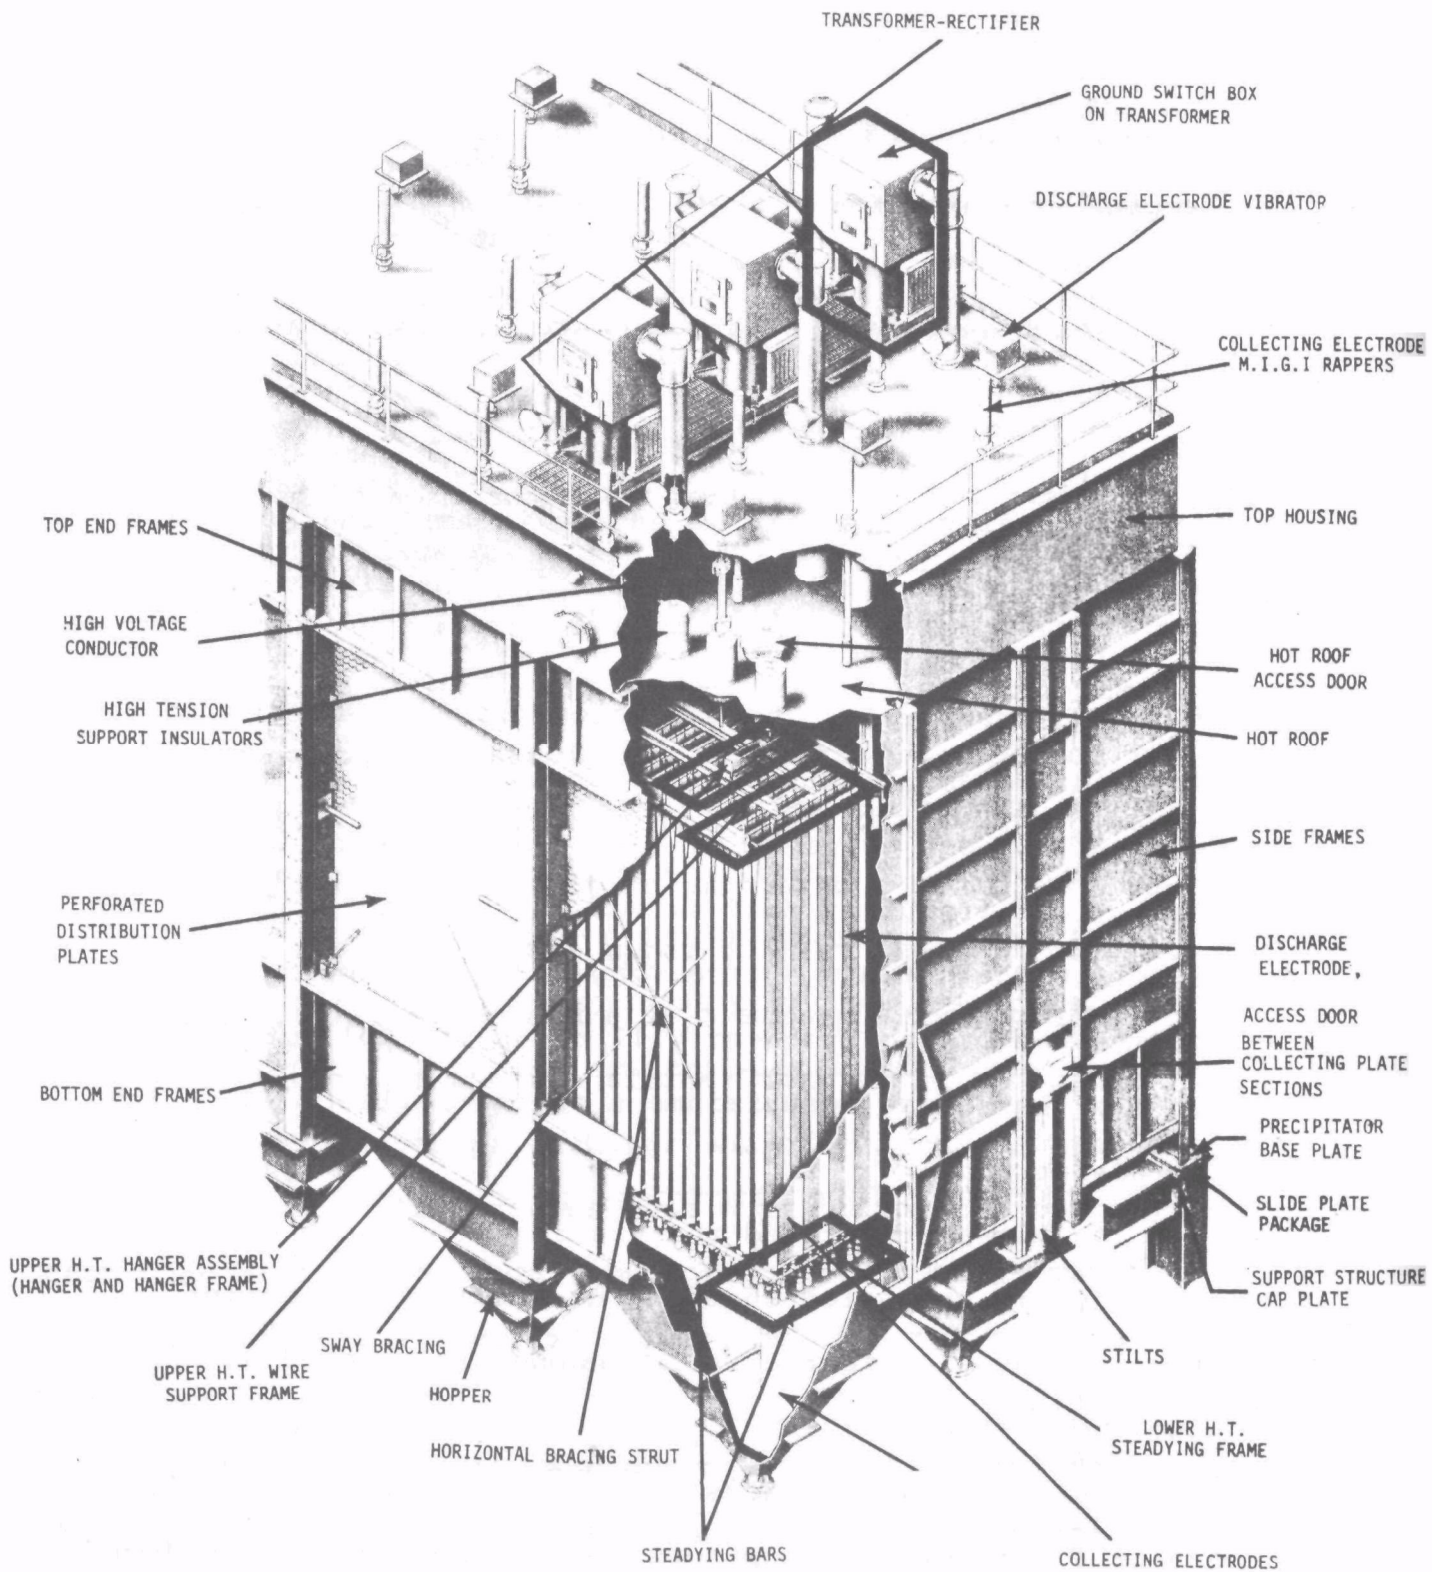 TRANSFORMER-RECTIFIER
GROUND SWITCH BOX
ON TRANSFORMER
DISCHARGE ELECTRODE VIBRATOP
COLLECTING ELECTRODE
M.I.G.I RAPPERS
TOP END FRAMES
TOP HOUSING
HIGH VOLTAGE
CONDUCTOR
HOT ROOF
ACCESS DOOR
HIGH TENSION
SUPPORT INSULATORS
HOT ROOF
SIDE FRAMES
PERFORATED
DISTRIBUTION
PLATES
DISCHARGE
ELECTRODE,
ACCESS DOOR
BETWEEN
COLLECTING PLATE
SECTIONS
BOTTOM END FRAMES
PRECIPITATOR
BASE PLATE
SLIDE PLATE
PACKAGE
UPPER H.T. HANGER ASSEMBLY
(HANGER AND HANGER FRAME)
SUPPORT STRUCTURE
CAP PLATE
SWAY BRACING
STILTS
UPPER H.T. WIRE
SUPPORT FRAME
HOPPER
HORIZONTAL BRACING STRUT
LOWER H.T.
STEADYING FRAME
STEADYING BARS
COLLECTING ELECTRODES